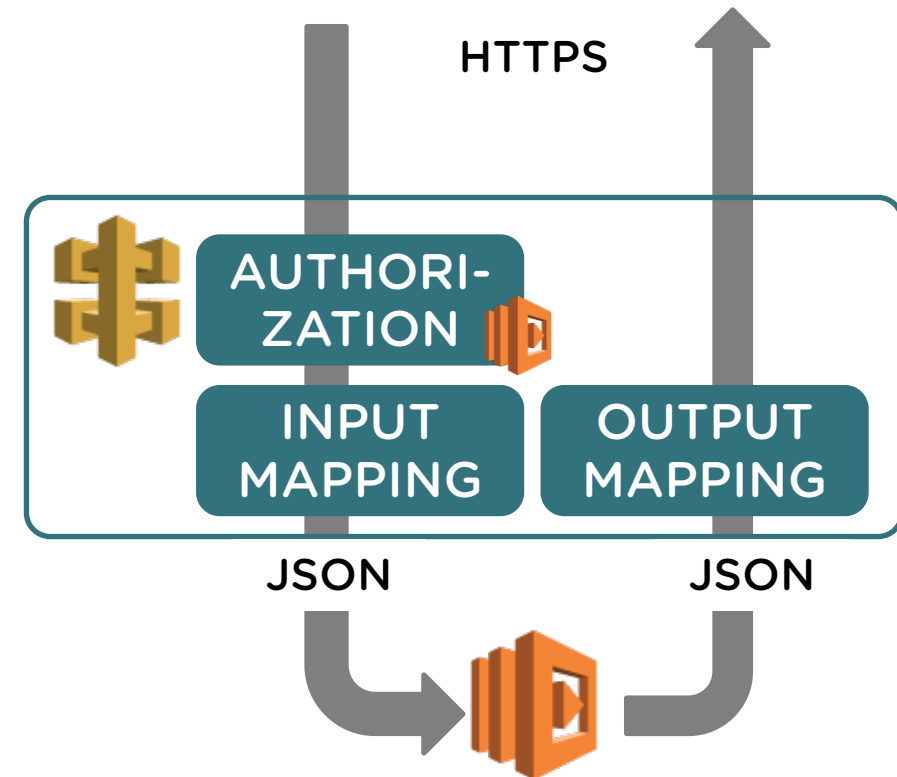 HTTPS
AUTHORI-
ZATION
INPUT
MAPPING
OUTPUT
MAPPING
JSON
JSON